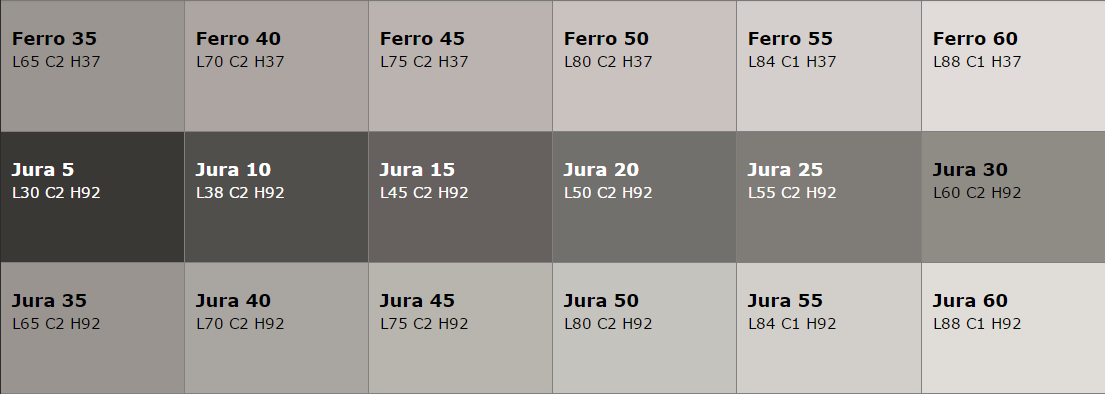 Ferro 35
L65 C2 H37
Ferro 40
L70 C2 H37
Ferro 45
L75 C2 H37
Ferro 50
L80 C2 H37
Ferro 55
L84 C1 H37
Ferro 60
L88 C1 H37
Jura 5
L30 C2 H92
Jura 10
L38 C2 H92
Jura 15
L45 C2 H92
Jura 20
L50 C2 H92
Jura 25
L55 C2 H92
Jura 30
L60 C2 H92
Jura 35
L65 C2 H92
Jura 40
L70 C2 H92
Jura 45
L75 C2 H92
Jura 50
L80 C2 H92
Jura 55
L84 C1 H92
Jura 60
L88 C1 H92